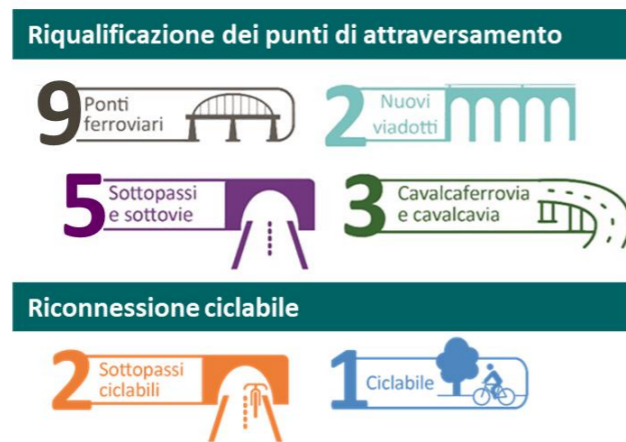 Riqualificazione dei punti di attraversamento
9 Ponti
ferroviari
2 Nuovi
viadotti
5 Sottopassi
e sottovie
3 Cavalcaferrovia
e cavalcavia
Riconnessione ciclabile
2 Sottopassi
ciclabili
1 Ciclabile